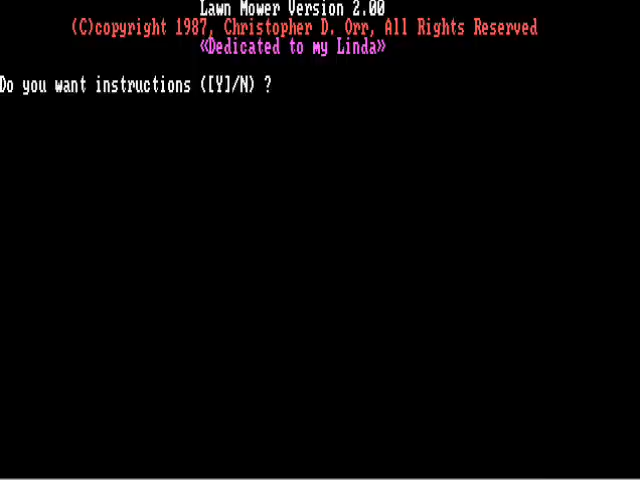 Lawn Mower Version 2.00
(C)copyright 1987, Christopher D. Orr, All Rights Reserved
«Dedicated to my Linda»
Do you want instructions ([Y]/N) ?